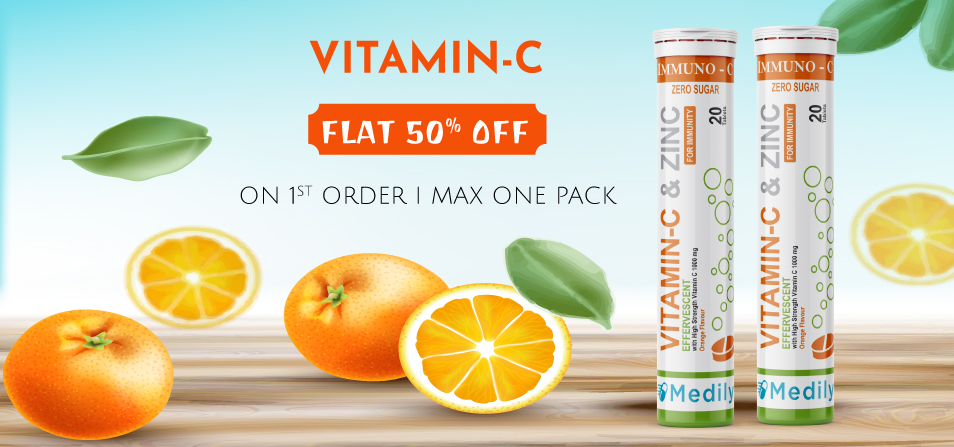 VITAMIN-C
FLAT 50% OFF
ON 1ST ORDER | MAX ONE PACK
IMMUNO - C
ZERO SUGAR
VITAMIN-C & ZINC
FOR IMMUNITY
20
Tablets
EFFERVESCENT
with High Strength Vitamin C 1000 mg
Orange Flavour
Medily
IMMUNO - C
ZERO SUGAR
VITAMIN-C & ZINC
FOR IMMUNITY
20
Tablets
EFFERVESCENT
with High Strength Vitamin C 1000 mg
Orange Flavour
Medily